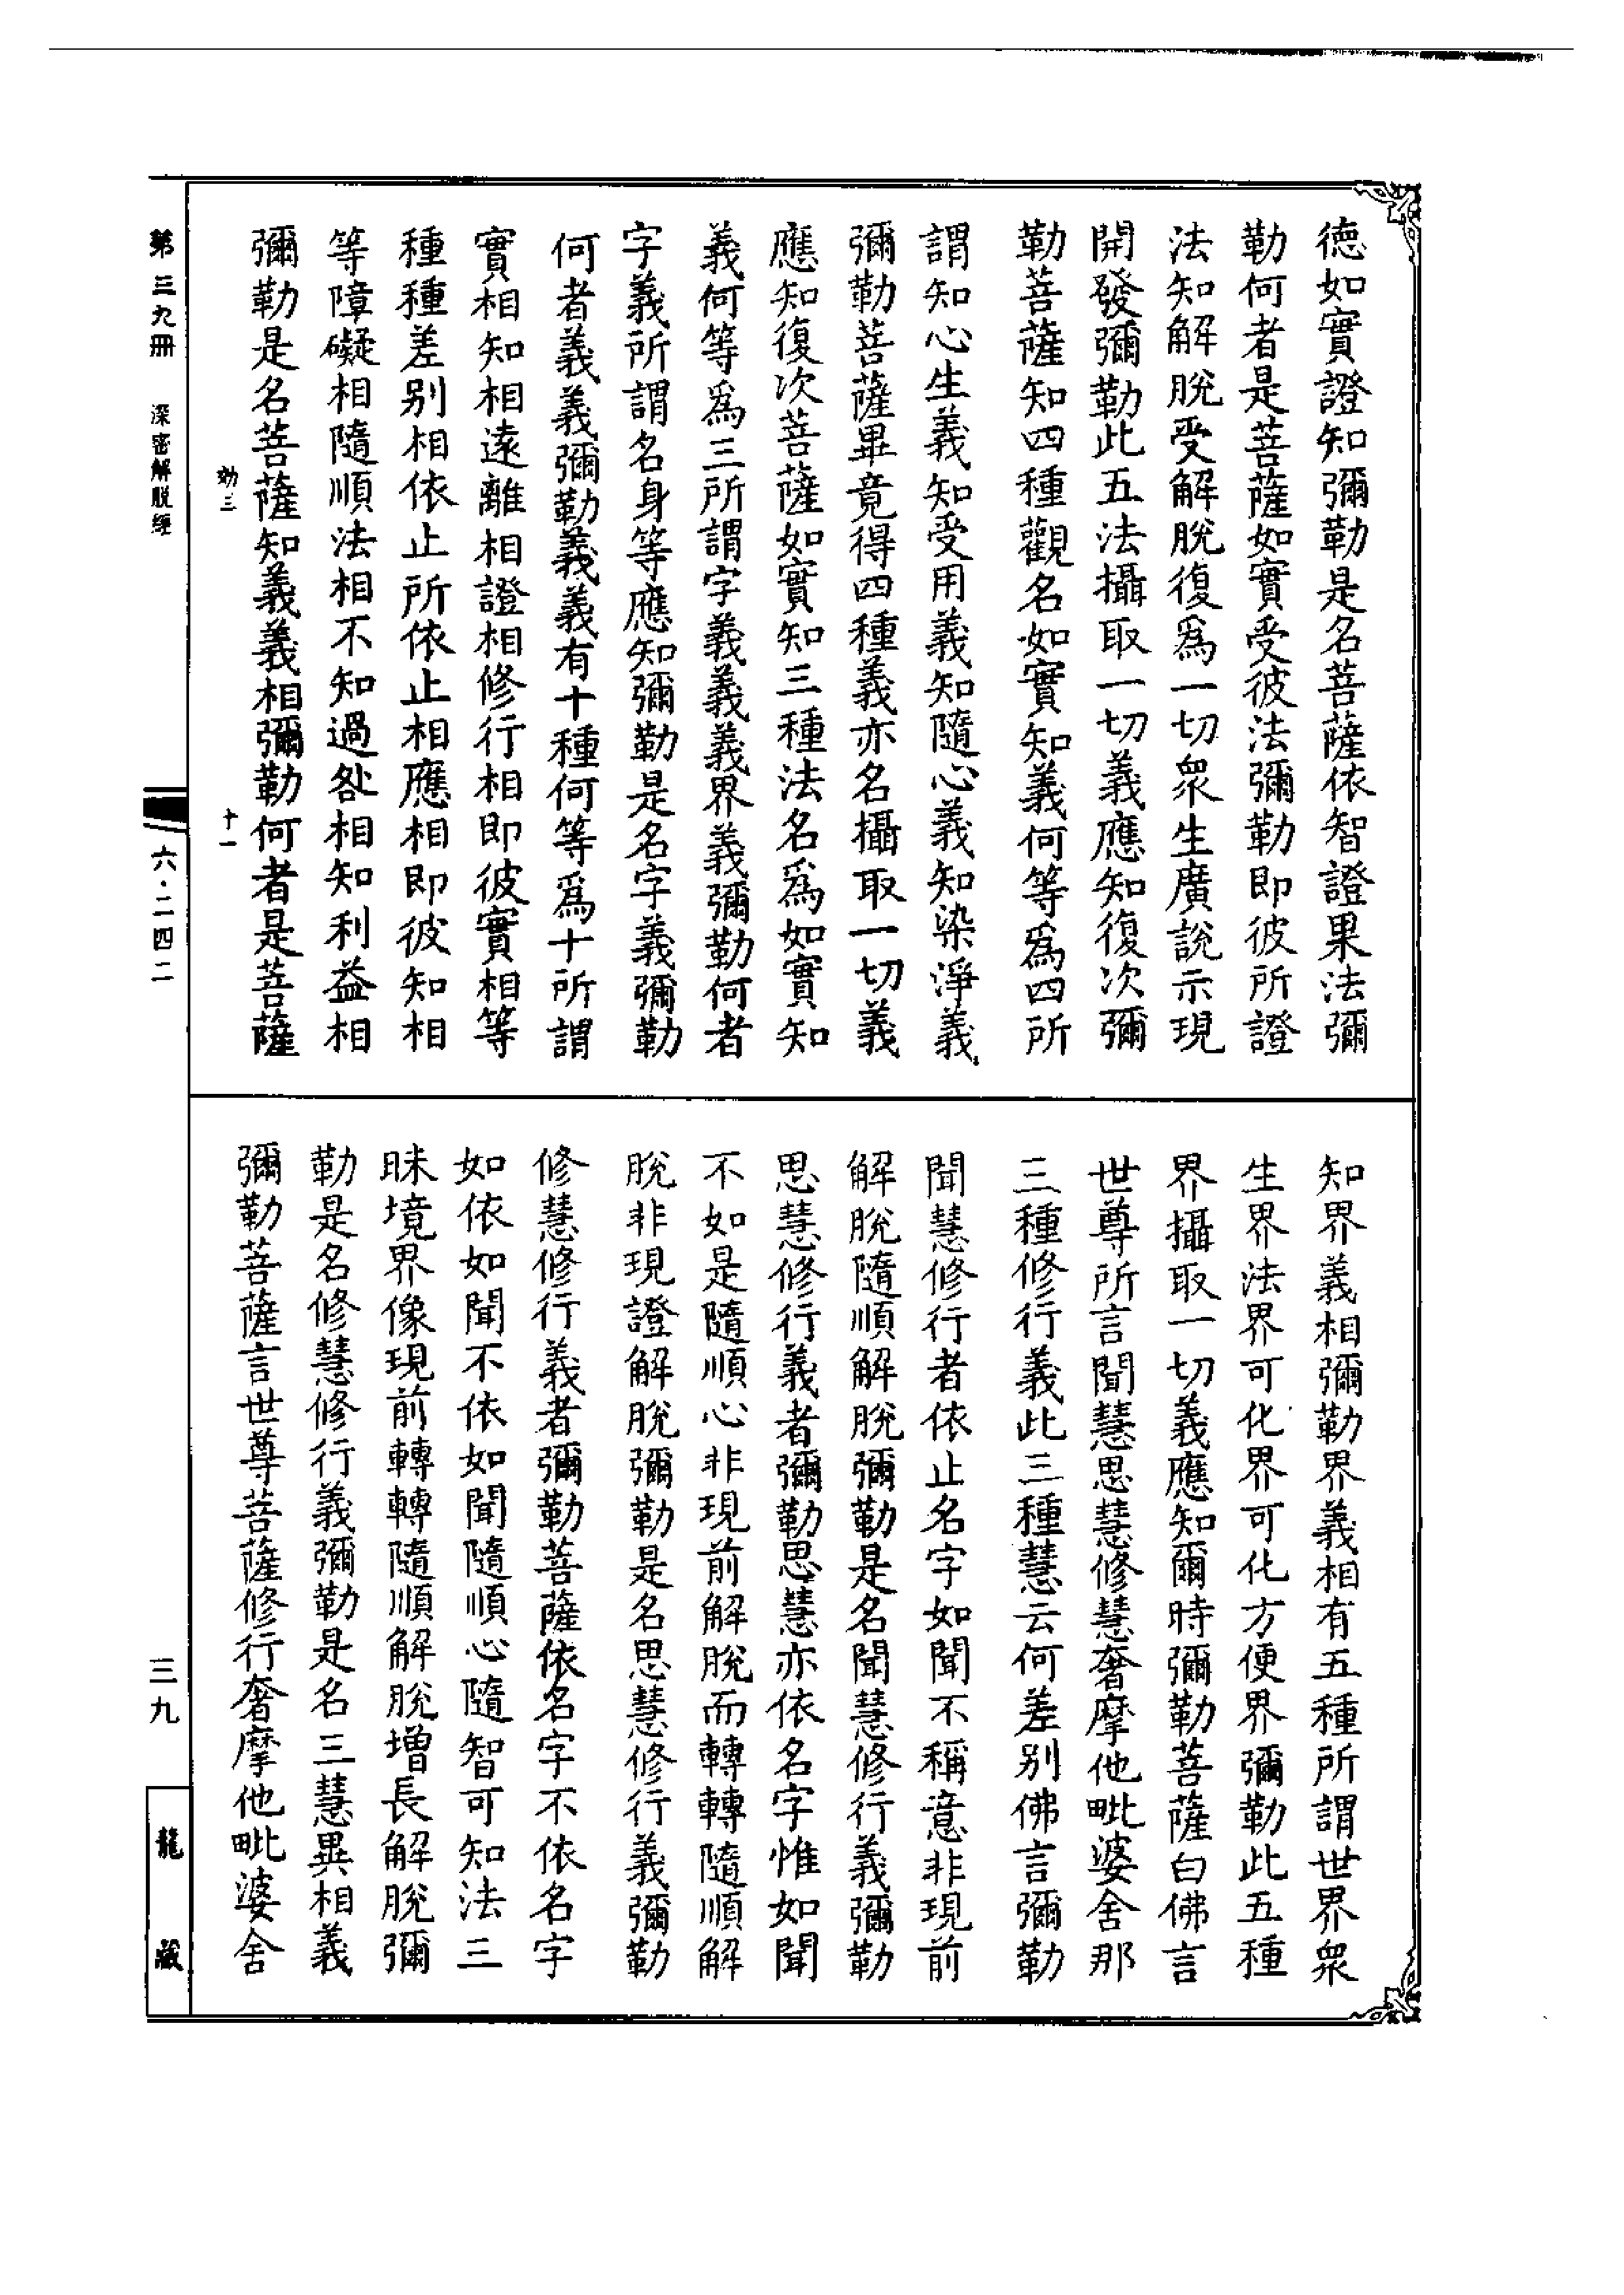 德如實證知彌勒是名菩薩依智證果法彌
勒何者是菩薩如實受彼法彌勒即彼所證
法知解脫受解脫復爲一切衆生廣說示現
開發彌勒此五法攝取一切義應知復次彌
勒菩薩知四種觀名如實知義何等爲四所
謂知心生義知受用義知隨心義知染淨義
彌勒菩薩畢竟得四種義亦名攝取一切義
應知復次菩薩如實知三種法名爲如實知
義何等爲三所謂字義義義界義彌勒何者
字義所謂名身等應知彌勒是名字義彌勒
何者義義彌勒義義有十種何等爲十所謂
實相知相遠離相證相修行相即彼實相等
種種差别相依止所依止相應相即彼知相
等障礙相隨順法相不知過咎相知利益相
彌勒是名菩薩知義義相彌勒何者是菩薩
知界義相彌勒界義相有五種所謂世界衆
生界法界可化界可化方便界彌勒此五種
界攝取一切義應知爾時彌勒菩薩白佛言
世尊所言聞慧思慧修慧奢摩他毗婆舍那
三種修行義此三種慧云何差别佛言彌勒
聞慧修行者依止名字如聞不稱意非現前
解脫隨順解脫彌勒是名聞慧修行義彌勒
思慧修行義者彌勒思慧亦依名字惟如聞
不如是隨順心非現前解脫而轉轉隨順解
脫非現證解脫彌勒是名思慧修行義彌勒
修慧修行義者彌勒菩薩依名字不依名字
如依如聞不依如聞隨順心隨智可知法三
昧境界像現前轉轉隨順解脫增長解脫彌
勒是名修慧修行義彌勒是名三慧異相義
彌勒菩薩言世尊菩薩修行奢摩他毗婆舍
効三
十一
第三九冊
深密解脫經
六·二四二
三九
龍藏